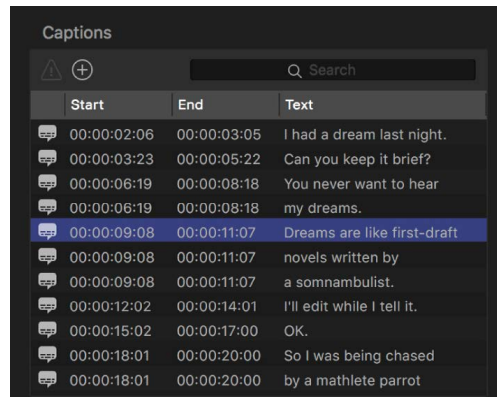 Captions
Search
Start End Text
00:00:02:06 00:00:03:05 I had a dream last night.
00:00:03:23 00:00:05:22 Can you keep it brief?
00:00:06:19 00:00:08:18 You never want to hear
00:00:06:19 00:00:08:18 my dreams.
00:00:09:08 00:00:11:07 Dreams are like first-draft
00:00:09:08 00:00:11:07 novels written by
00:00:09:08 00:00:11:07 a somnambulist.
00:00:12:02 00:00:14:01 I'll edit while I tell it.
00:00:15:02 00:00:17:00 OK.
00:00:18:01 00:00:20:00 So I was being chased
00:00:18:01 00:00:20:00 by a mathlete parrot